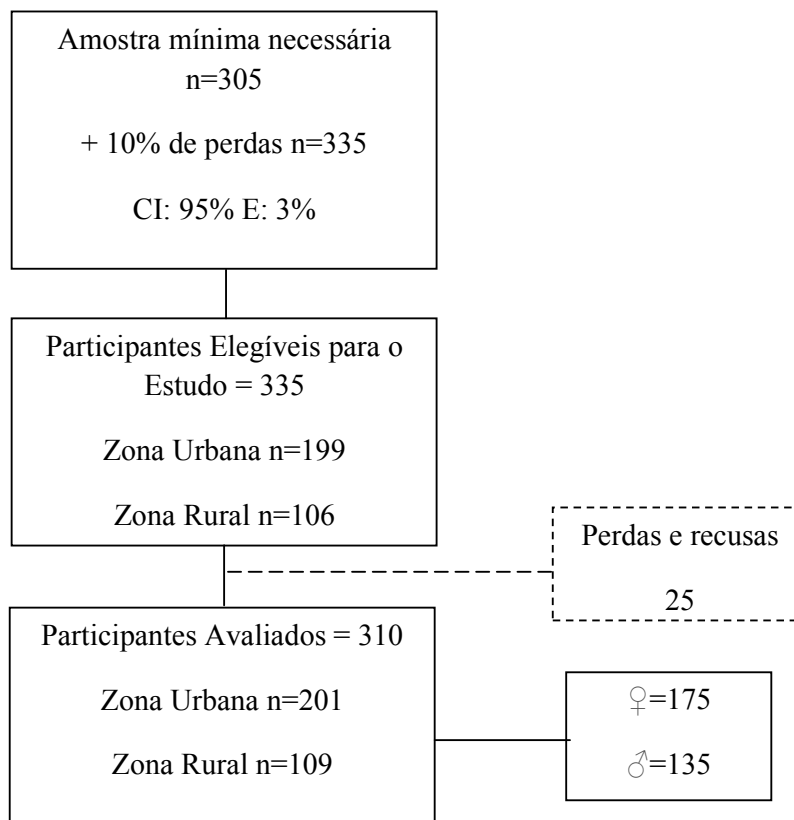 Amostra mínima necessária
n=305
+ 10% de perdas n=335
CI: 95% E: 3%
Participantes Elegíveis para o
Estudo = 335
Zona Urbana n=199
Zona Rural n=106
Perdas e recusas
25
Participantes Avaliados = 310
Zona Urbana n=201
Zona Rural n=109
♀=175
♂=135